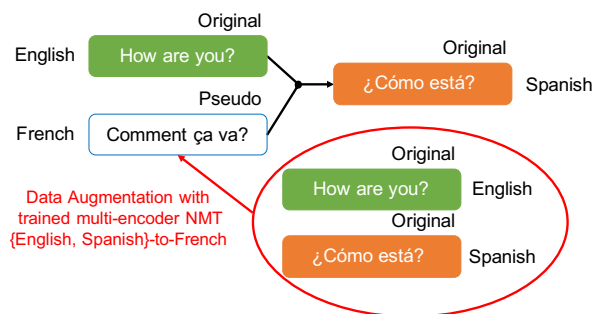 Original
English
How are you?
Original
¿Cómo está?
Spanish
Pseudo
French
Comment ça va?
Original
How are you?
English
Original
¿Cómo está?
Spanish
Data Augmentation with
trained multi-encoder NMT
{English, Spanish}-to-French